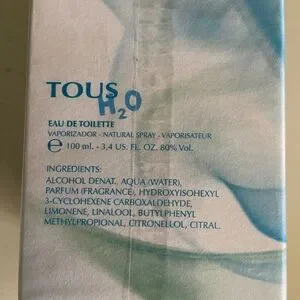 TOUS
H2O
EAU DE TOILETTE
VAPORIZADOR - NATURAL SPRAY - VAPORISATEUR
℮ 100 ml. - 3,4 US. FL. OZ. 80% Vol.
INGREDIENTS:
ALCOHOL DENAT., AQUA (WATER),
PARFUM (FRAGRANCE), HYDROXYISOHEXYL
3-CYCLOHEXENE CARBOXALDEHYDE,
LIMONENE, LINALOOL, BUTYLPHENYL
METHYLPROPIONAL, CITRONELLOL, CITRAL.